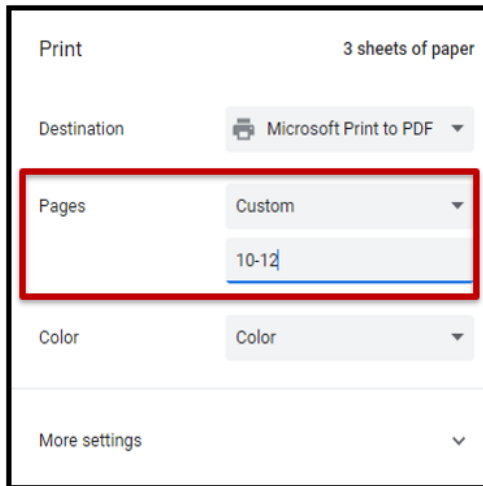 Print 3 sheets of paper
Destination Microsoft Print to PDF
Pages Custom
10-12
Color Color
More settings